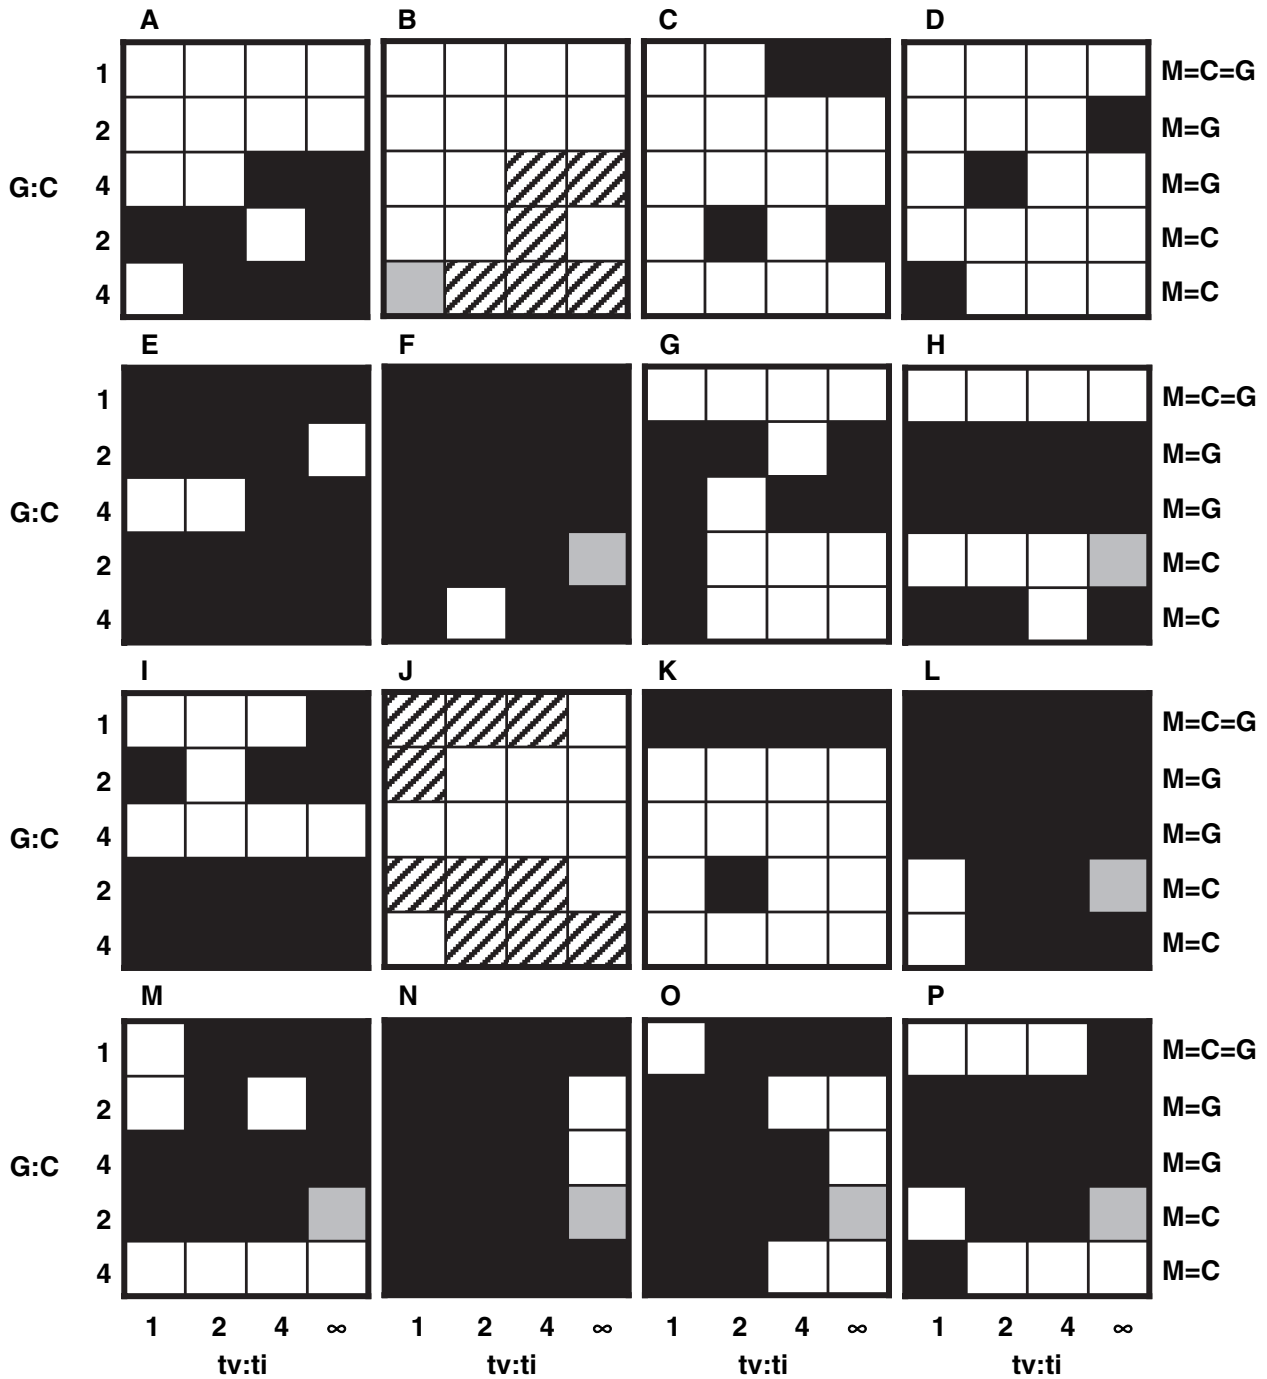 A B C D
1 M=C=G
2 M=G
G:C 4 M=G
2 M=C
4 M=C
E F G H
1 M=C=G
2 M=G
G:C 4 M=G
2 M=C
4 M=C
I J K L
1 M=C=G
2 M=G
G:C 4 M=G
2 M=C
4 M=C
M N O P
1 M=C=G
2 M=G
G:C 4 M=G
2 M=C
4 M=C
1 2 4 ∞ 1 2 4 ∞ 1 2 4 ∞ 1 2 4 ∞
tv:ti tv:ti tv:ti tv:ti